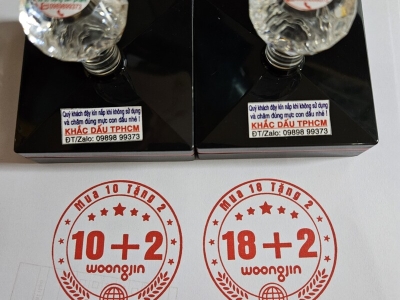 Quý khách đậy kín nắp khi không sử dụng
và châm đúng mực con dấu nhé !
KHẮC DẤU TPHCM
ĐT/Zalo: 09898 99373
Quý khách đậy kín nắp khi không sử dụng
và châm đúng mực con dấu nhé !
KHẮC DẤU TPHCM
ĐT/Zalo: 09898 99373
Mua 10 Tặng 2
10+2
woongjin
Mua 18 Tặng 2
18+2
woongjin